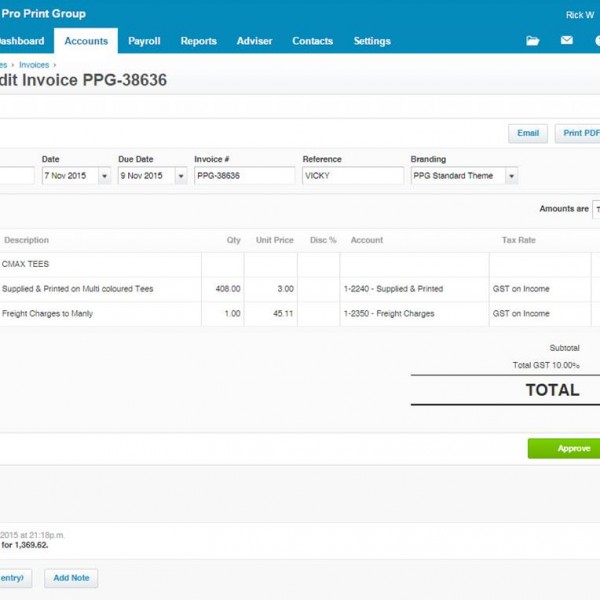 Pro Print Group
Rick W
Dashboard Accounts Payroll Reports Adviser Contacts Settings
es › Invoices ›
dit Invoice PPG-38636
Email Print PDF
Date Due Date Invoice # Reference Branding
7 Nov 2015 9 Nov 2015 PPG-38636 VICKY PPG Standard Theme
Amounts are T
Description Qty Unit Price Disc % Account Tax Rate
CMAX TEES
Supplied & Printed on Multi coloured Tees 408.00 3.00 1-2240 - Supplied & Printed GST on Income
Freight Charges to Manly 1.00 45.11 1-2350 - Freight Charges GST on Income
Subtotal
Total GST 10.00%
TOTAL
Approve
2015 at 21:18p.m.
for 1,369.62.
entry) Add Note